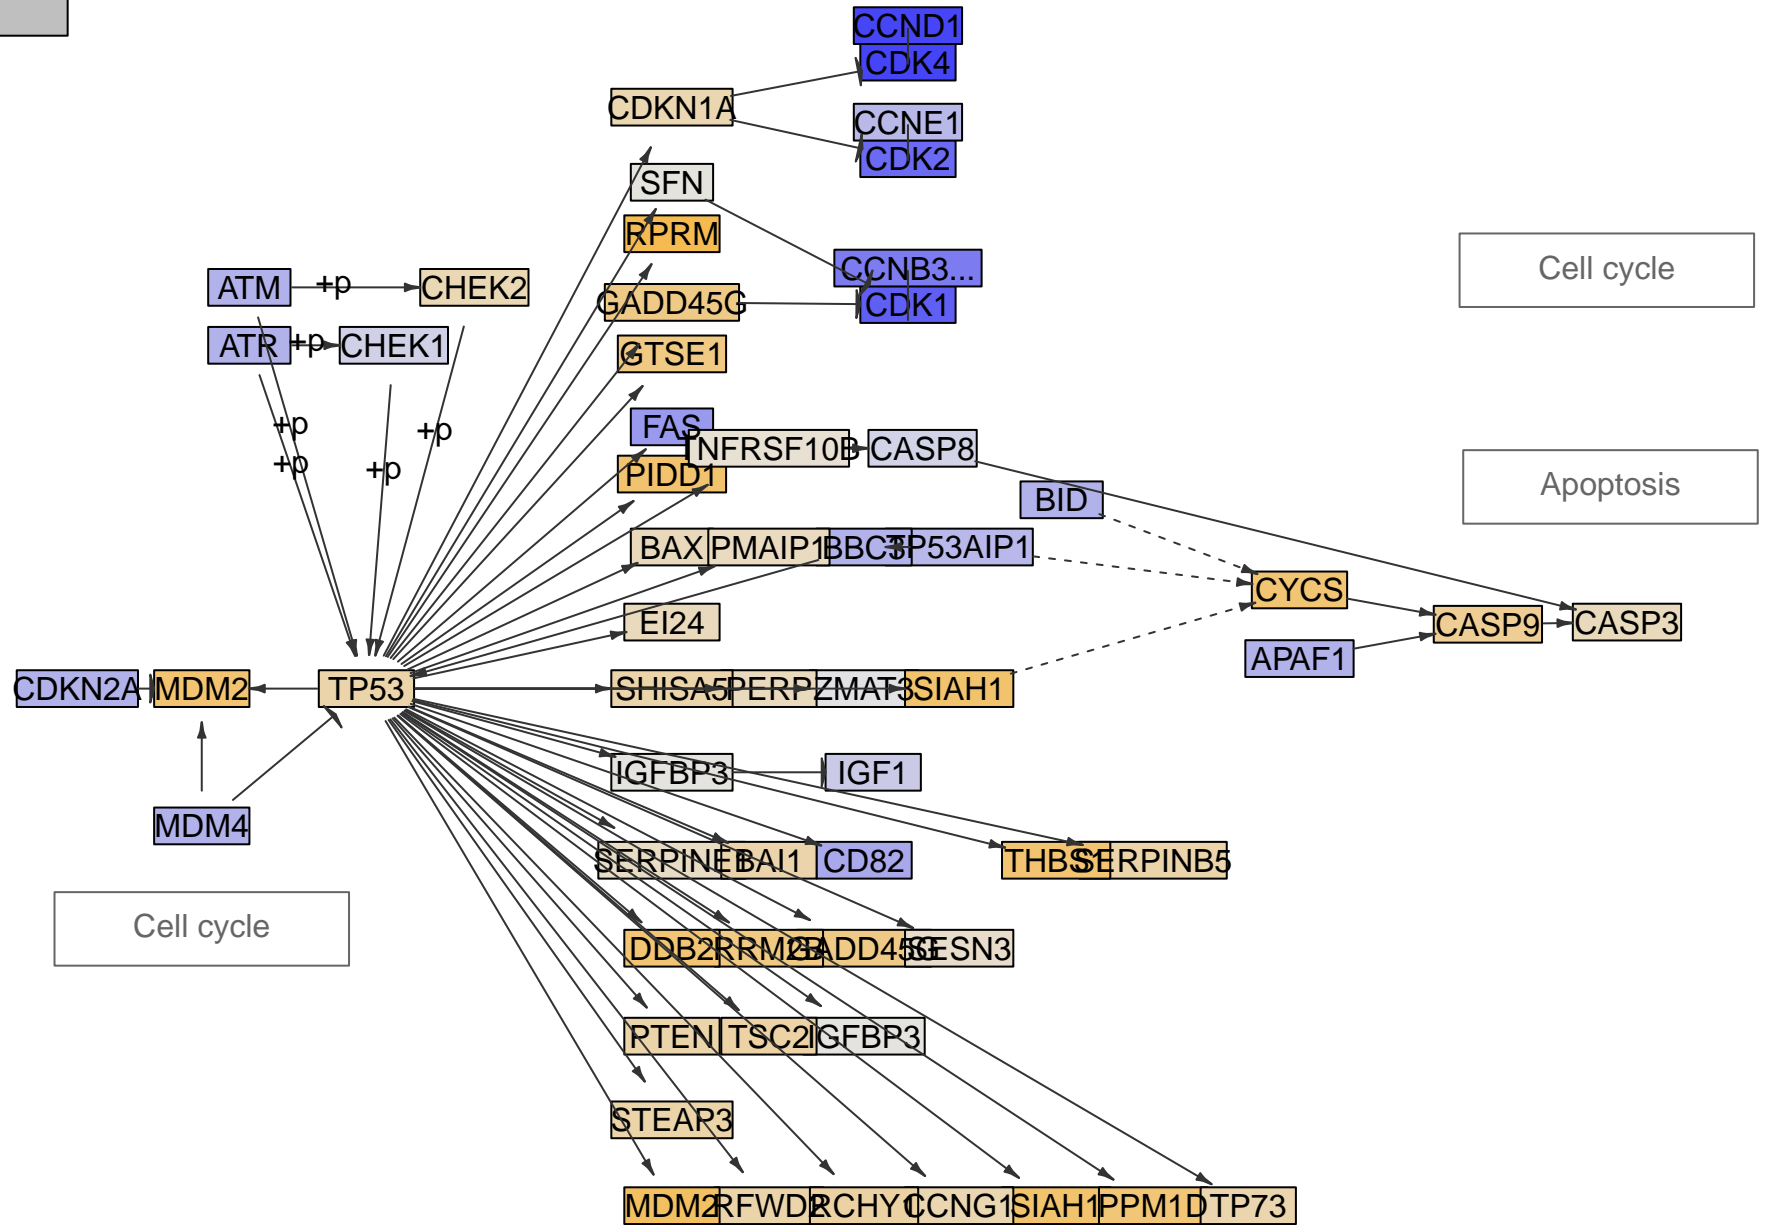 CCND1
CDK4
CDKN1A
CCNE1
CDK2
SFN
RPRM
Cell cycle
CCNB3...
ATM
+p
CHEK2
GADD45G
CDK1
ATR
+p
CHEK1
GTSE1
+p
+p
+p
+p
FAS
TNFRSF10B
CASP8
PIDD1
Apoptosis
BID
BAX
PMAIP1
BBC3
TP53AIP1
CYCS
EI24
CASP9
CASP3
APAF1
CDKN2A
MDM2
TP53
SHISA5
PERP
ZMAT3
SIAH1
IGFBP3
IGF1
MDM4
SERPINE1
BAI1
CD82
THBS1
SERPINB5
Cell cycle
DDB2
RRM2B
GADD45G
SESN3
PTEN
TSC2
IGFBP3
STEAP3
MDM2
RFWD2
RCHY1
CCNG1
SIAH1
PPM1D
TP73